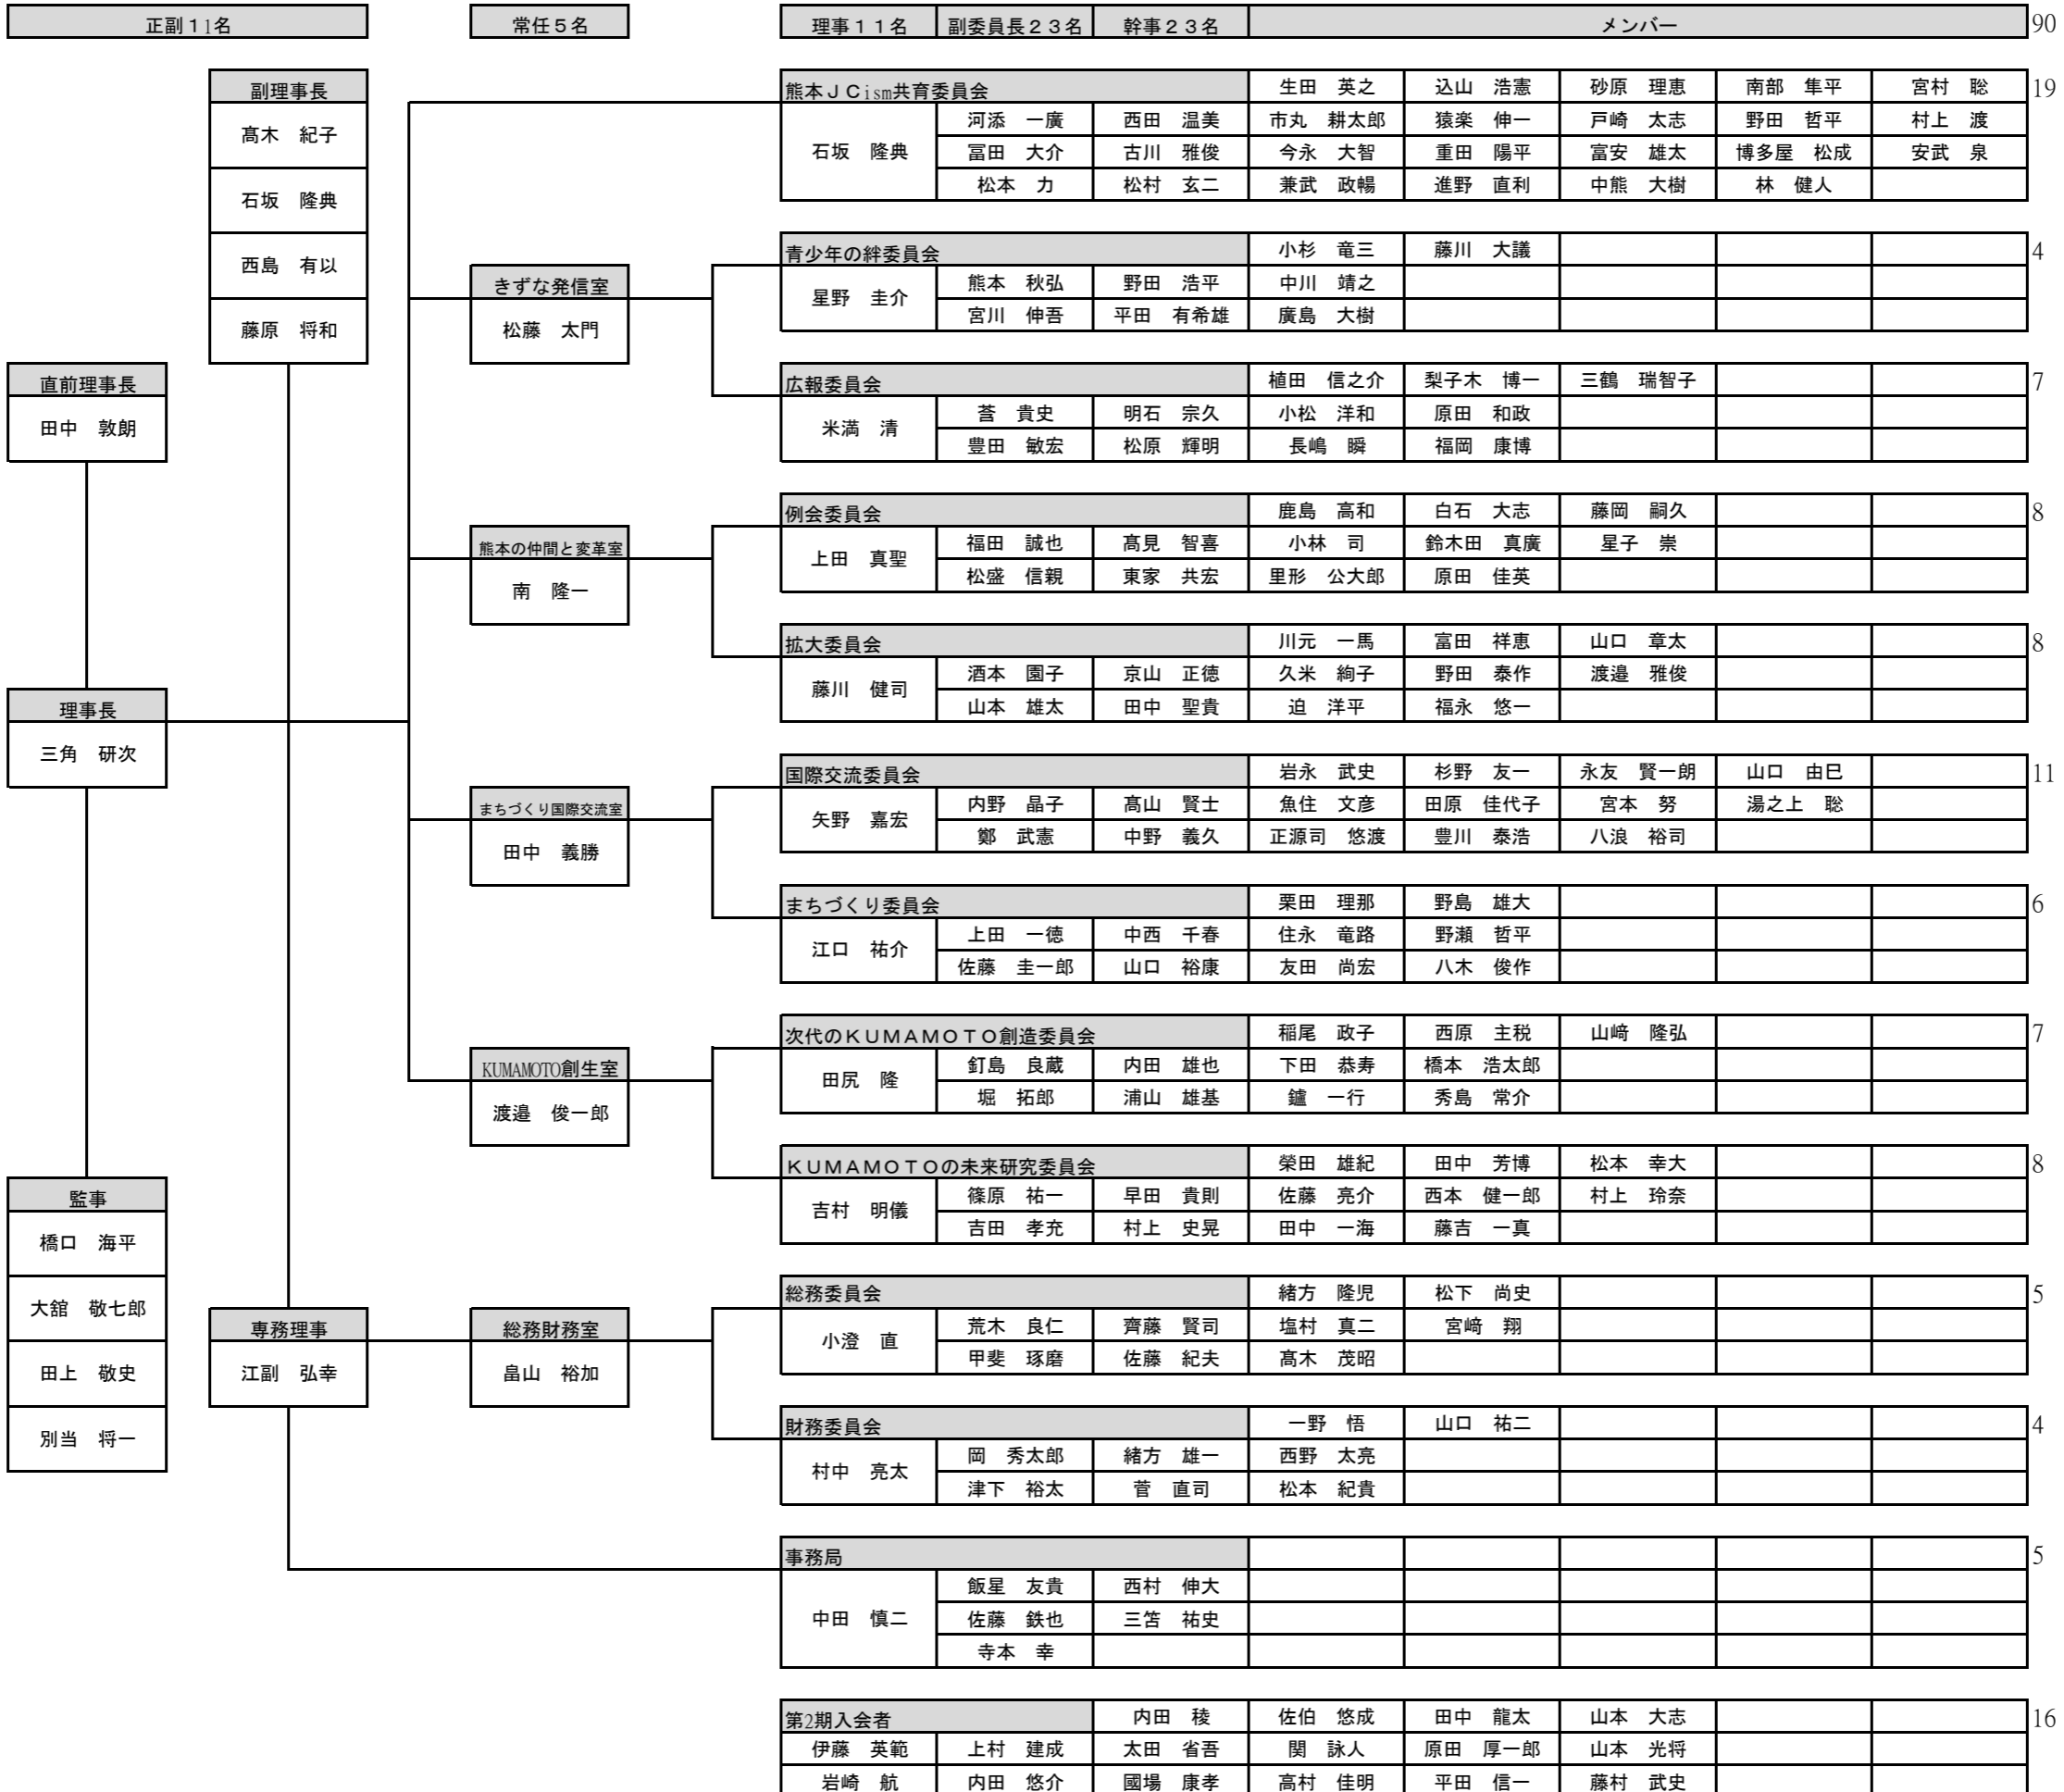 正副11名 常任５名 理事１１名 副委員長２３名 幹事２３名 メンバー 90
副理事長
髙木　紀子
石坂　隆典
西島　有以
藤原　将和
直前理事長
田中　敦朗
理事長
三角　研次
監事
橋口　海平
大舘　敬七郎
田上　敬史
別当　将一
専務理事
江副　弘幸
きずな発信室
松藤　太門
熊本の仲間と変革室
南　隆一
まちづくり国際交流室
田中　義勝
KUMAMOTO創生室
渡邉　俊一郎
総務財務室
畠山　裕加
熊本ＪＣism共育委員会 生田　英之 込山　浩憲 砂原　理恵 南部　隼平 宮村　聡 19
石坂　隆典
河添　一廣 西田　温美 市丸　耕太郎 猿楽　伸一 戸崎　太志 野田　哲平 村上　渡
冨田　大介 古川　雅俊 今永　大智 重田　陽平 富安　雄太 博多屋　松成 安武　泉
松本　力 松村　玄二 兼武　政暢 進野　直利 中熊　大樹 林　健人
青少年の絆委員会 小杉　竜三 藤川　大議 4
星野　圭介
熊本　秋弘 野田　浩平 中川　靖之
宮川　伸吾 平田　有希雄 廣島　大樹
広報委員会 植田　信之介 梨子木　博一 三鶴　瑞智子 7
米満　清
蓍　貴史 明石　宗久 小松　洋和 原田　和政
豊田　敏宏 松原　輝明 長嶋　瞬 福岡　康博
例会委員会 鹿島　高和 白石　大志 藤岡　嗣久 8
上田　真聖
福田　誠也 髙見　智喜 小林　司 鈴木田　真廣 星子　崇
松盛　信親 東家　共宏 里形　公大郎 原田　佳英
拡大委員会 川元　一馬 富田　祥恵 山口　章太 8
藤川　健司
酒本　園子 京山　正徳 久米　絢子 野田　泰作 渡邉　雅俊
山本　雄太 田中　聖貴 迫　洋平 福永　悠一
国際交流委員会 岩永　武史 杉野　友一 永友　賢一朗 山口　由巳 11
矢野　嘉宏
内野　晶子 髙山　賢士 魚住　文彦 田原　佳代子 宮本　努 湯之上　聡
鄭　武憲 中野　義久 正源司　悠渡 豊川　泰浩 八浪　裕司
まちづくり委員会 栗田　理那 野島　雄大 6
江口　祐介
上田　一徳 中西　千春 住永　竜路 野瀬　哲平
佐藤　圭一郎 山口　裕康 友田　尚宏 八木　俊作
次代のＫＵＭＡＭＯＴＯ創造委員会 稲尾　政子 西原　主税 山﨑　隆弘 7
田尻　隆
釘島　良蔵 内田　雄也 下田　恭寿 橋本　浩太郎
堀　拓郎 浦山　雄基 鑪　一行 秀島　常介
ＫＵＭＡＭＯＴＯの未来研究委員会 榮田　雄紀 田中　芳博 松本　幸大 8
吉村　明儀
篠原　祐一 早田　貴則 佐藤　亮介 西本　健一郎 村上　玲奈
吉田　孝充 村上　史晃 田中　一海 藤吉　一真
総務委員会 緒方　隆児 松下　尚史 5
小澄　直
荒木　良仁 齊藤　賢司 塩村　真二 宮﨑　翔
甲斐　琢磨 佐藤　紀夫 髙木　茂昭
財務委員会 一野　悟 山口　祐二 4
村中　亮太
岡　秀太郎 緒方　雄一 西野　太亮
津下　裕太 菅　直司 松本　紀貴
事務局 5
中田　慎二
飯星　友貴 西村　伸大
佐藤　鉄也 三笘　祐史
寺本　幸
第2期入会者 内田　稜 佐伯　悠成 田中　龍太 山本　大志 16
伊藤　英範 上村　建成 太田　省吾 関　詠人 原田　厚一郎 山本　光将
岩崎　航 内田　悠介 國場　康孝 高村　佳明 平田　信一 藤村　武史